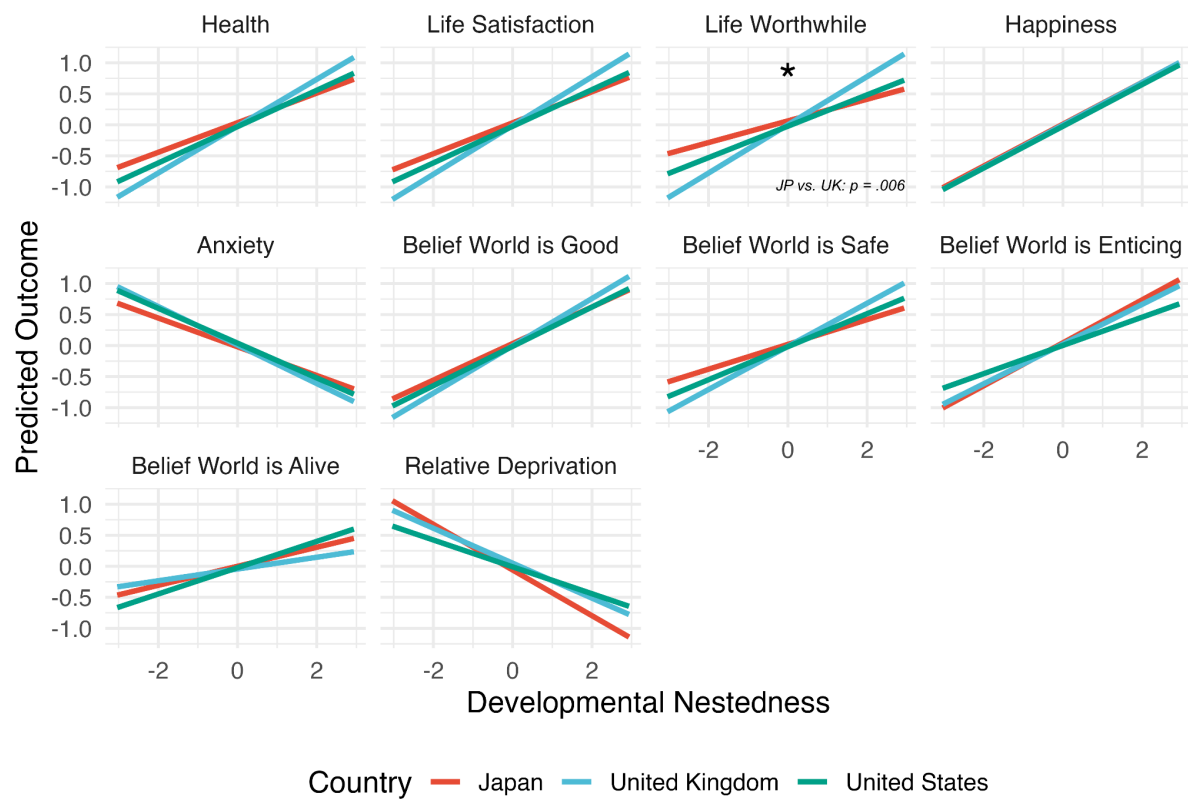 Health Life Satisfaction Life Worthwhile Happiness
1.0
0.5
0.0
-0.5
-1.0
*
JP vs. UK: p = .006
Anxiety Belief World is Good Belief World is Safe Belief World is Enticing
1.0
0.5
0.0
-0.5
-1.0
-2 0 2 -2 0 2
Belief World is Alive Relative Deprivation
1.0
0.5
0.0
-0.5
-1.0
-2 0 2 -2 0 2
Predicted Outcome
Developmental Nestedness
Country Japan United Kingdom United States